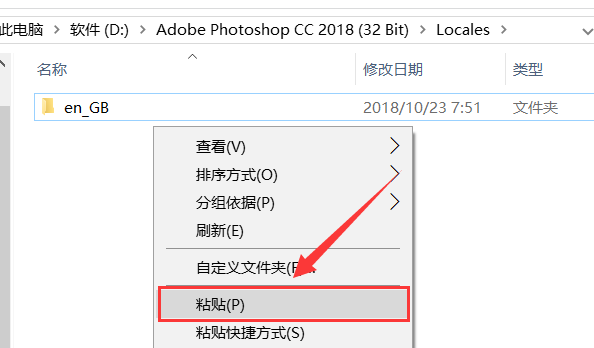 此电脑 › 软件 (D:) › Adobe Photoshop CC 2018 (32 Bit) › Locales ›
名称 修改日期 类型
en_GB 2018/10/23 7:51 文件夹
查看(V)
排序方式(O)
分组依据(P)
刷新(E)
自定义文件夹(F)...
粘贴(P)
粘贴快捷方式(S)